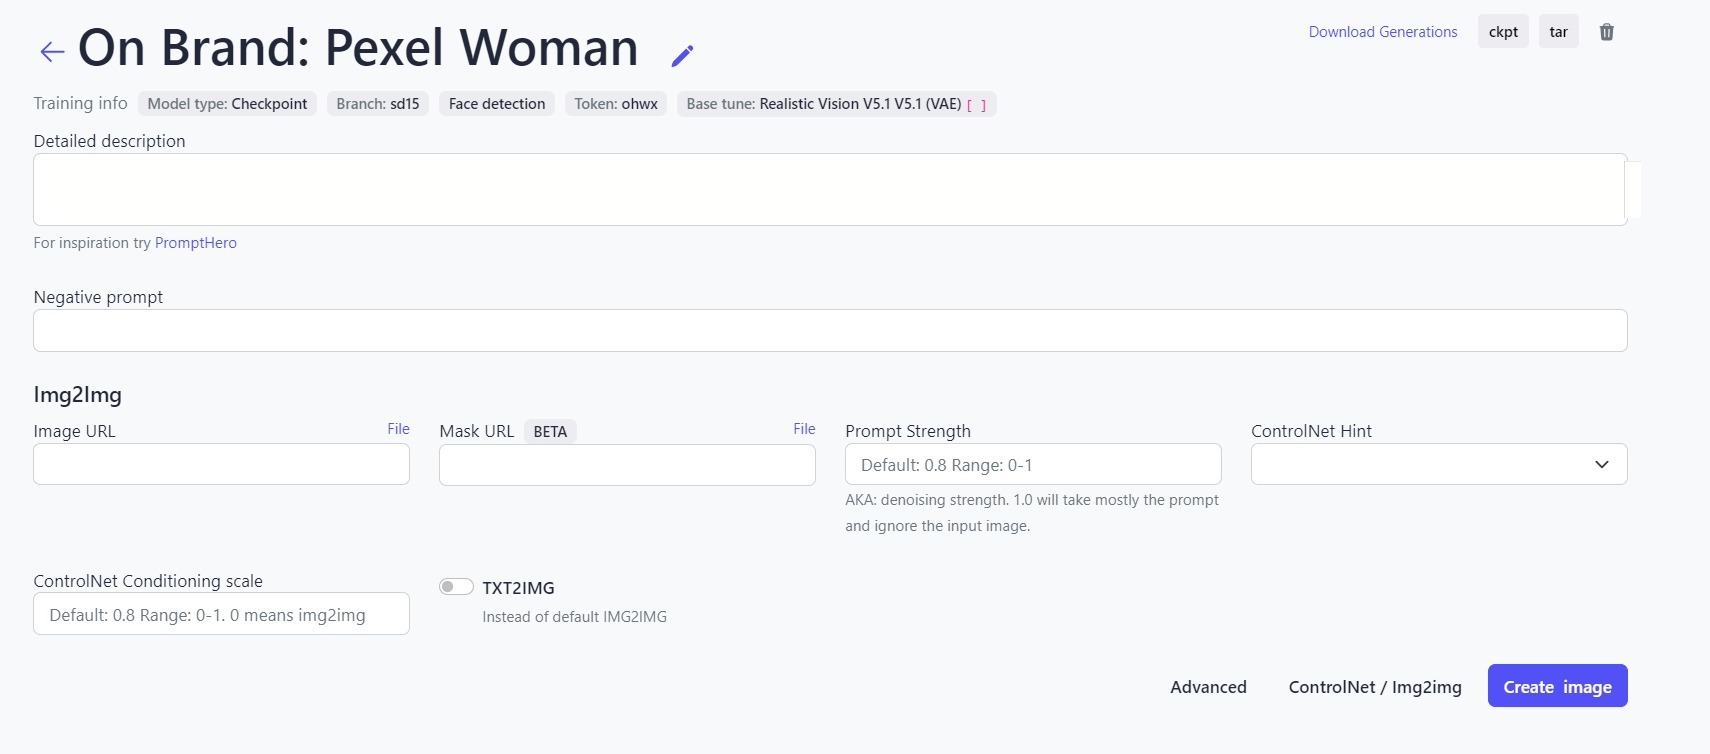 On Brand: Pexel Woman
Download Generations ckpt tar
Training info Model type: Checkpoint Branch: sd15 Face detection Token: ohwx Base tune: Realistic Vision V5.1 V5.1 (VAE) [ ]
Detailed description
For inspiration try PromptHero
Negative prompt
Img2Img
Image URL File Mask URL BETA File Prompt Strength ControlNet Hint
Default: 0.8 Range: 0-1
AKA: denoising strength. 1.0 will take mostly the prompt
and ignore the input image.
ControlNet Conditioning scale
Default: 0.8 Range: 0-1. 0 means img2img
TXT2IMG
Instead of default IMG2IMG
Advanced ControlNet / Img2img Create image